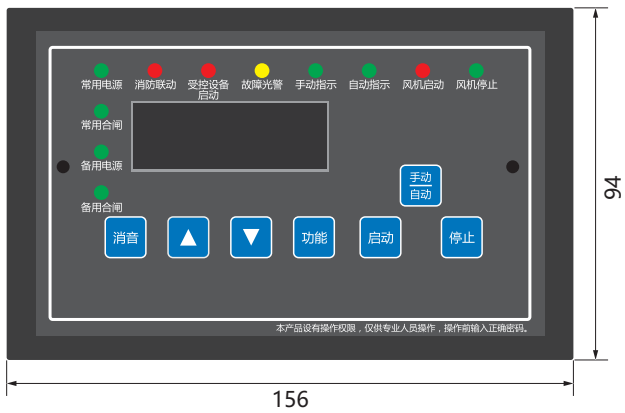 常用电源 消防联动 受控设备启动 故障光警 手动指示 自动指示 风机启动 风机停止
常用合闸
备用电源
手动
自动
备用合闸
消音 功能 启动 停止
本产品设有操作权限，仅供专业人员操作，操作前输入正确密码。
94
156